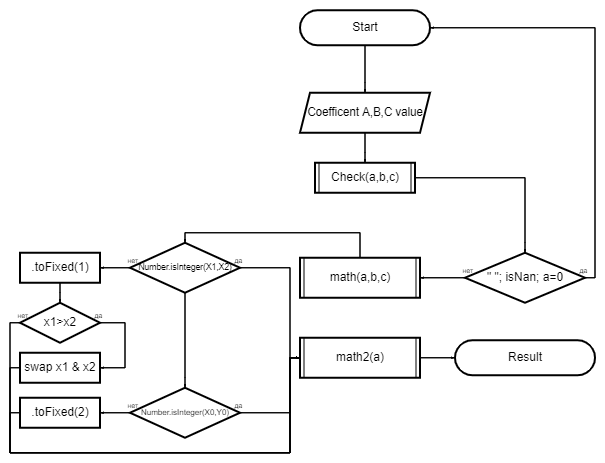 Start
Coefficent A,B,C value
Check(a,b,c)
нет
" "; isNan; a=0
да
math(a,b,c)
нет
Number.isInteger(X1,X2)
да
.toFixed(1)
нет
x1>x2
да
swap x1 & x2
math2(a)
Result
.toFixed(2)
нет
Number.isInteger(X0,Y0)
да